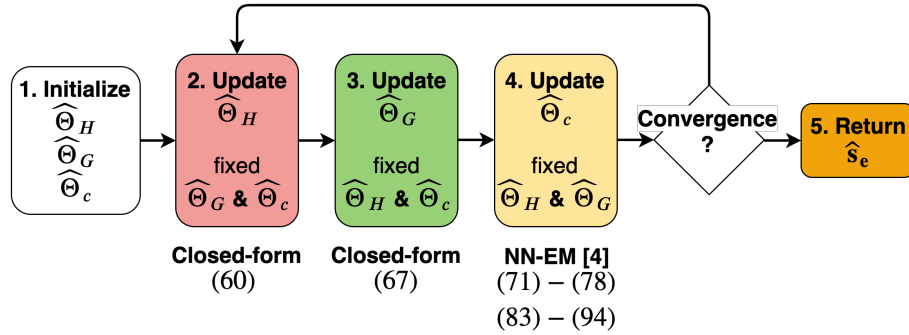 1. Initialize
Θ̂_H
Θ̂_G
Θ̂_c
2. Update
Θ̂_H
fixed
Θ̂_G & Θ̂_c
Closed-form
(60)
3. Update
Θ̂_G
fixed
Θ̂_H & Θ̂_c
Closed-form
(67)
4. Update
Θ̂_c
fixed
Θ̂_H & Θ̂_G
NN-EM [4]
(71) − (78)
(83) − (94)
Convergence
?
5. Return
ŝ_e